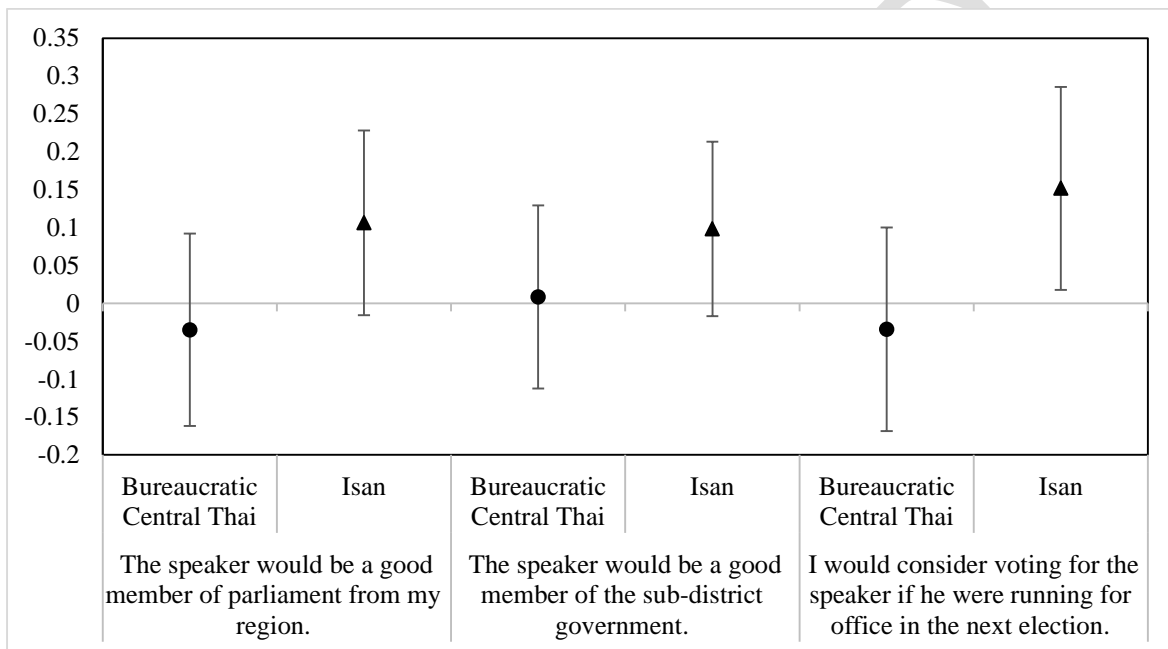 0.35
0.3
0.25
0.2
0.15
0.1
0.05
0
-0.05
-0.1
-0.15
-0.2
Bureaucratic
Central Thai
Isan
Bureaucratic
Central Thai
Isan
Bureaucratic
Central Thai
Isan
The speaker would be a good
member of parliament from my
region.
The speaker would be a good
member of the sub-district
government.
I would consider voting for the
speaker if he were running for
office in the next election.